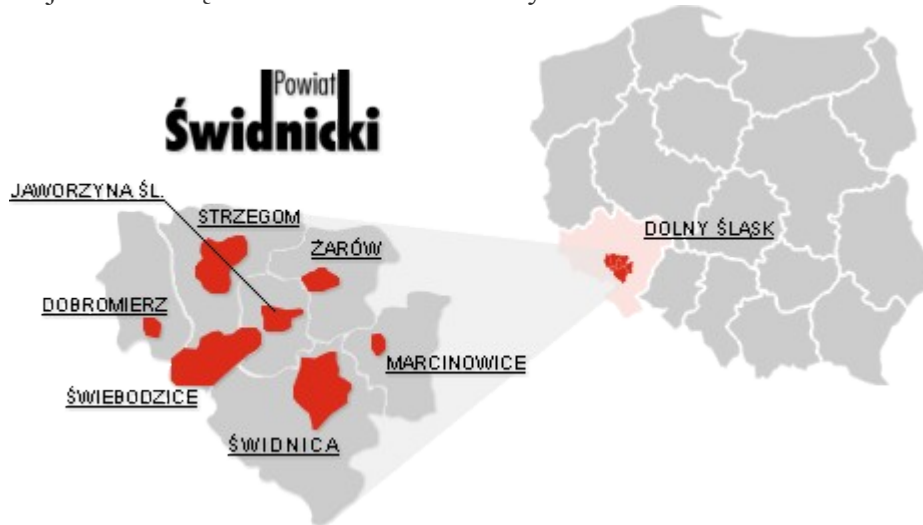 Powiat
Świdnicki
JAWORZYNA ŚL.
STRZEGOM
ŻARÓW
DOLNY ŚLĄSK
DOBROMIERZ
MARCINOWICE
ŚWIEBODZICE
ŚWIDNICA